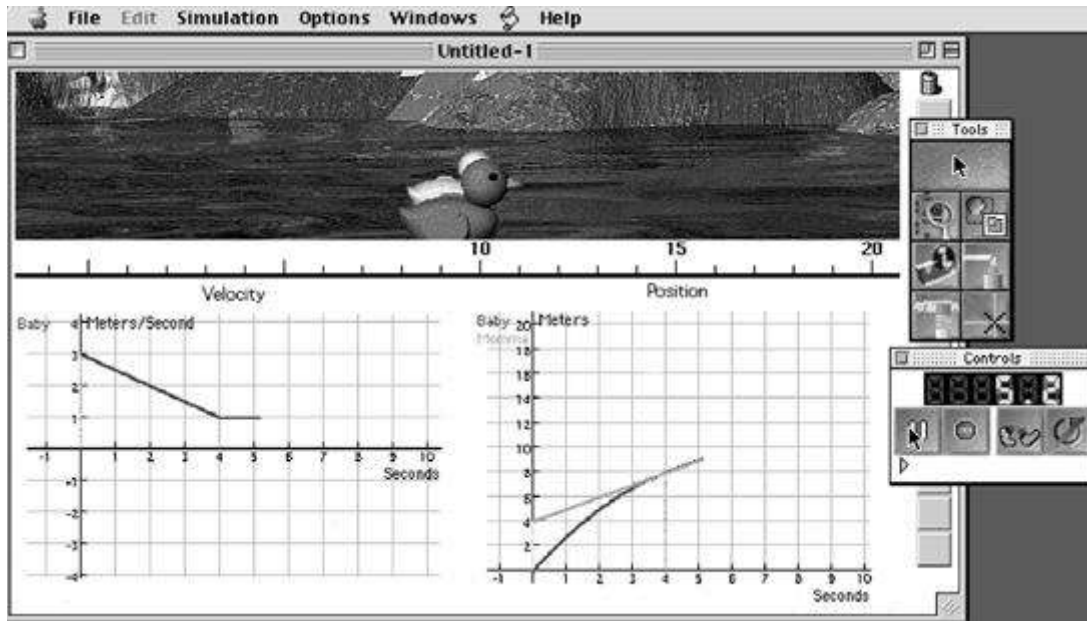 File Edit Simulation Options Windows Help
Untitled-1
Tools
10 15 20
Velocity
Position
Baby 4 Meters/Second
3
2
1
-1 1 2 3 4 5 6 7 8 9 10
Seconds
-1
-2
-3
-4
Baby 20 Meters
Momma
18
16
14
12
10
8
6
4
2
-1 1 2 3 4 5 6 7 8 9 10
Seconds
Controls